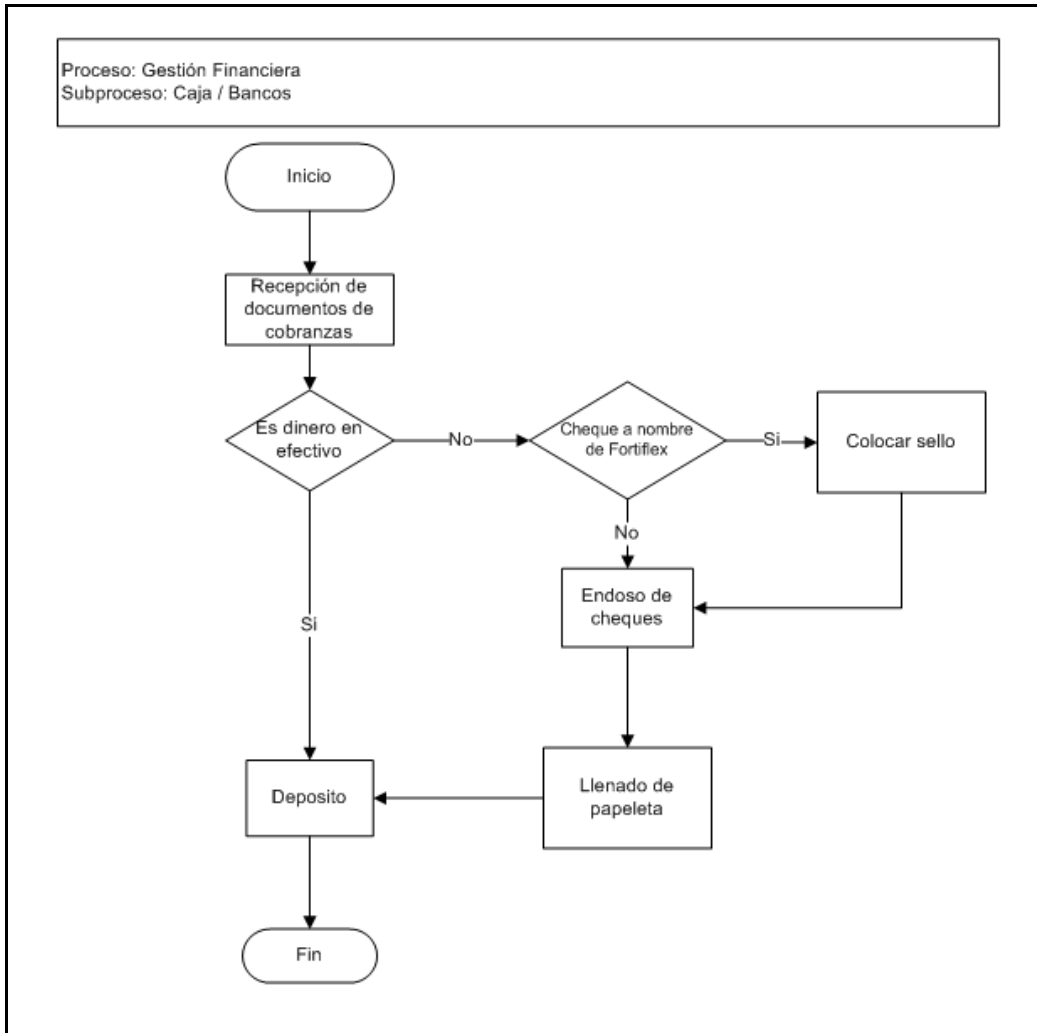 Proceso: Gestión Financiera
Subproceso: Caja / Bancos
Inicio
Recepción de
documentos de
cobranzas
Es dinero en
efectivo
No
Cheque a nombre
de Fortiflex
Si
Colocar sello
No
Endoso de
cheques
Si
Deposito
Llenado de
papeleta
Fin